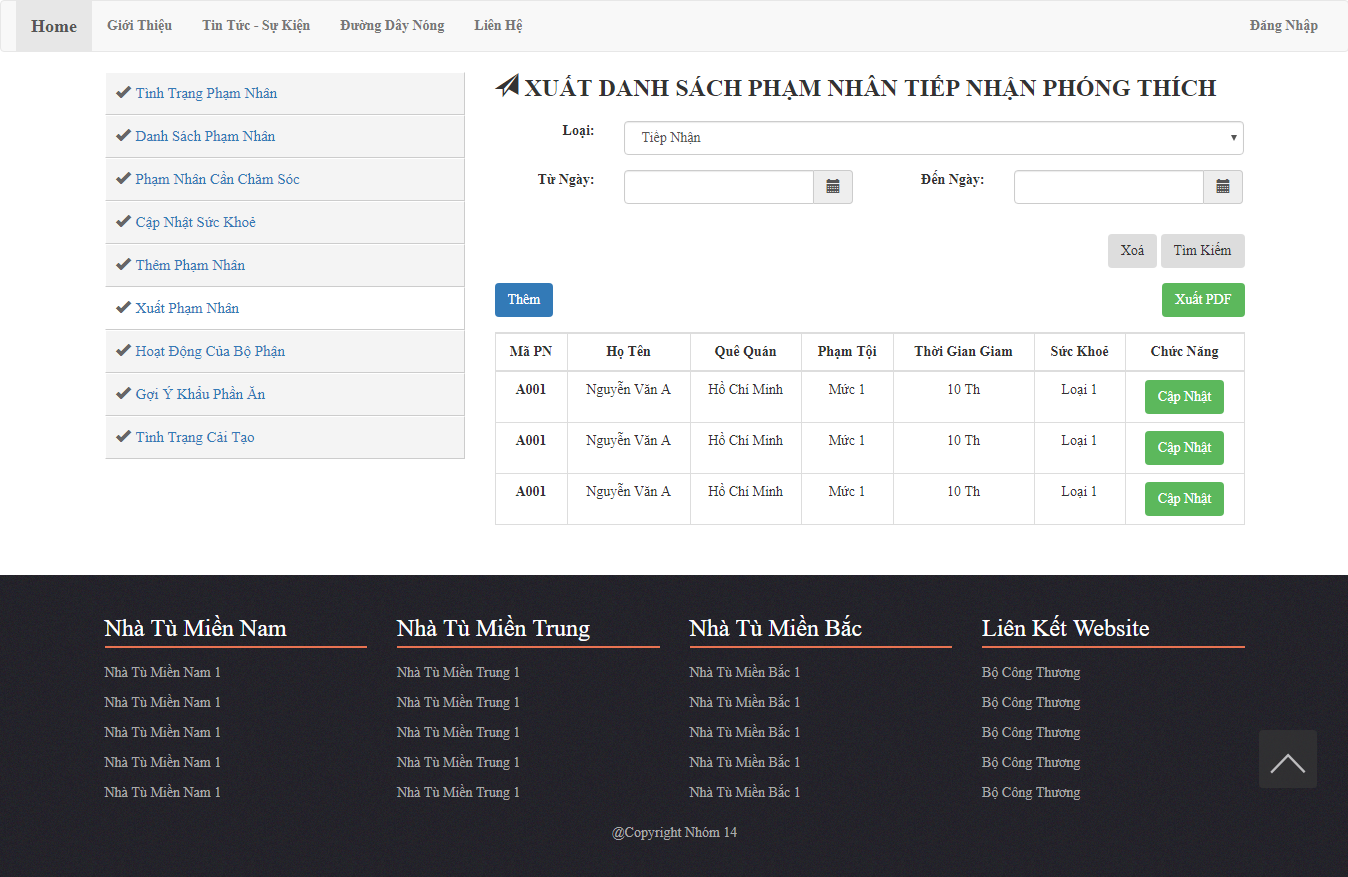 Home Giới Thiệu Tin Tức - Sự Kiện Đường Dây Nóng Liên Hệ Đăng Nhập
Tình Trạng Phạm Nhân
Danh Sách Phạm Nhân
Phạm Nhân Cần Chăm Sóc
Cập Nhật Sức Khoẻ
Thêm Phạm Nhân
Xuất Phạm Nhân
Hoạt Động Của Bộ Phận
Gợi Ý Khẩu Phần Ăn
Tình Trạng Cải Tạo
XUẤT DANH SÁCH PHẠM NHÂN TIẾP NHẬN PHÓNG THÍCH
Loại: Tiếp Nhận
Từ Ngày: Đến Ngày:
Xoá Tìm Kiếm
Thêm Xuất PDF
Mã PN Họ Tên Quê Quán Phạm Tội Thời Gian Giam Sức Khoẻ Chức Năng
A001 Nguyễn Văn A Hồ Chí Minh Mức 1 10 Th Loại 1 Cập Nhật
A001 Nguyễn Văn A Hồ Chí Minh Mức 1 10 Th Loại 1 Cập Nhật
A001 Nguyễn Văn A Hồ Chí Minh Mức 1 10 Th Loại 1 Cập Nhật
Nhà Tù Miền Nam Nhà Tù Miền Trung Nhà Tù Miền Bắc Liên Kết Website
Nhà Tù Miền Nam 1 Nhà Tù Miền Trung 1 Nhà Tù Miền Bắc 1 Bộ Công Thương
Nhà Tù Miền Nam 1 Nhà Tù Miền Trung 1 Nhà Tù Miền Bắc 1 Bộ Công Thương
Nhà Tù Miền Nam 1 Nhà Tù Miền Trung 1 Nhà Tù Miền Bắc 1 Bộ Công Thương
Nhà Tù Miền Nam 1 Nhà Tù Miền Trung 1 Nhà Tù Miền Bắc 1 Bộ Công Thương
Nhà Tù Miền Nam 1 Nhà Tù Miền Trung 1 Nhà Tù Miền Bắc 1 Bộ Công Thương
@Copyright Nhóm 14